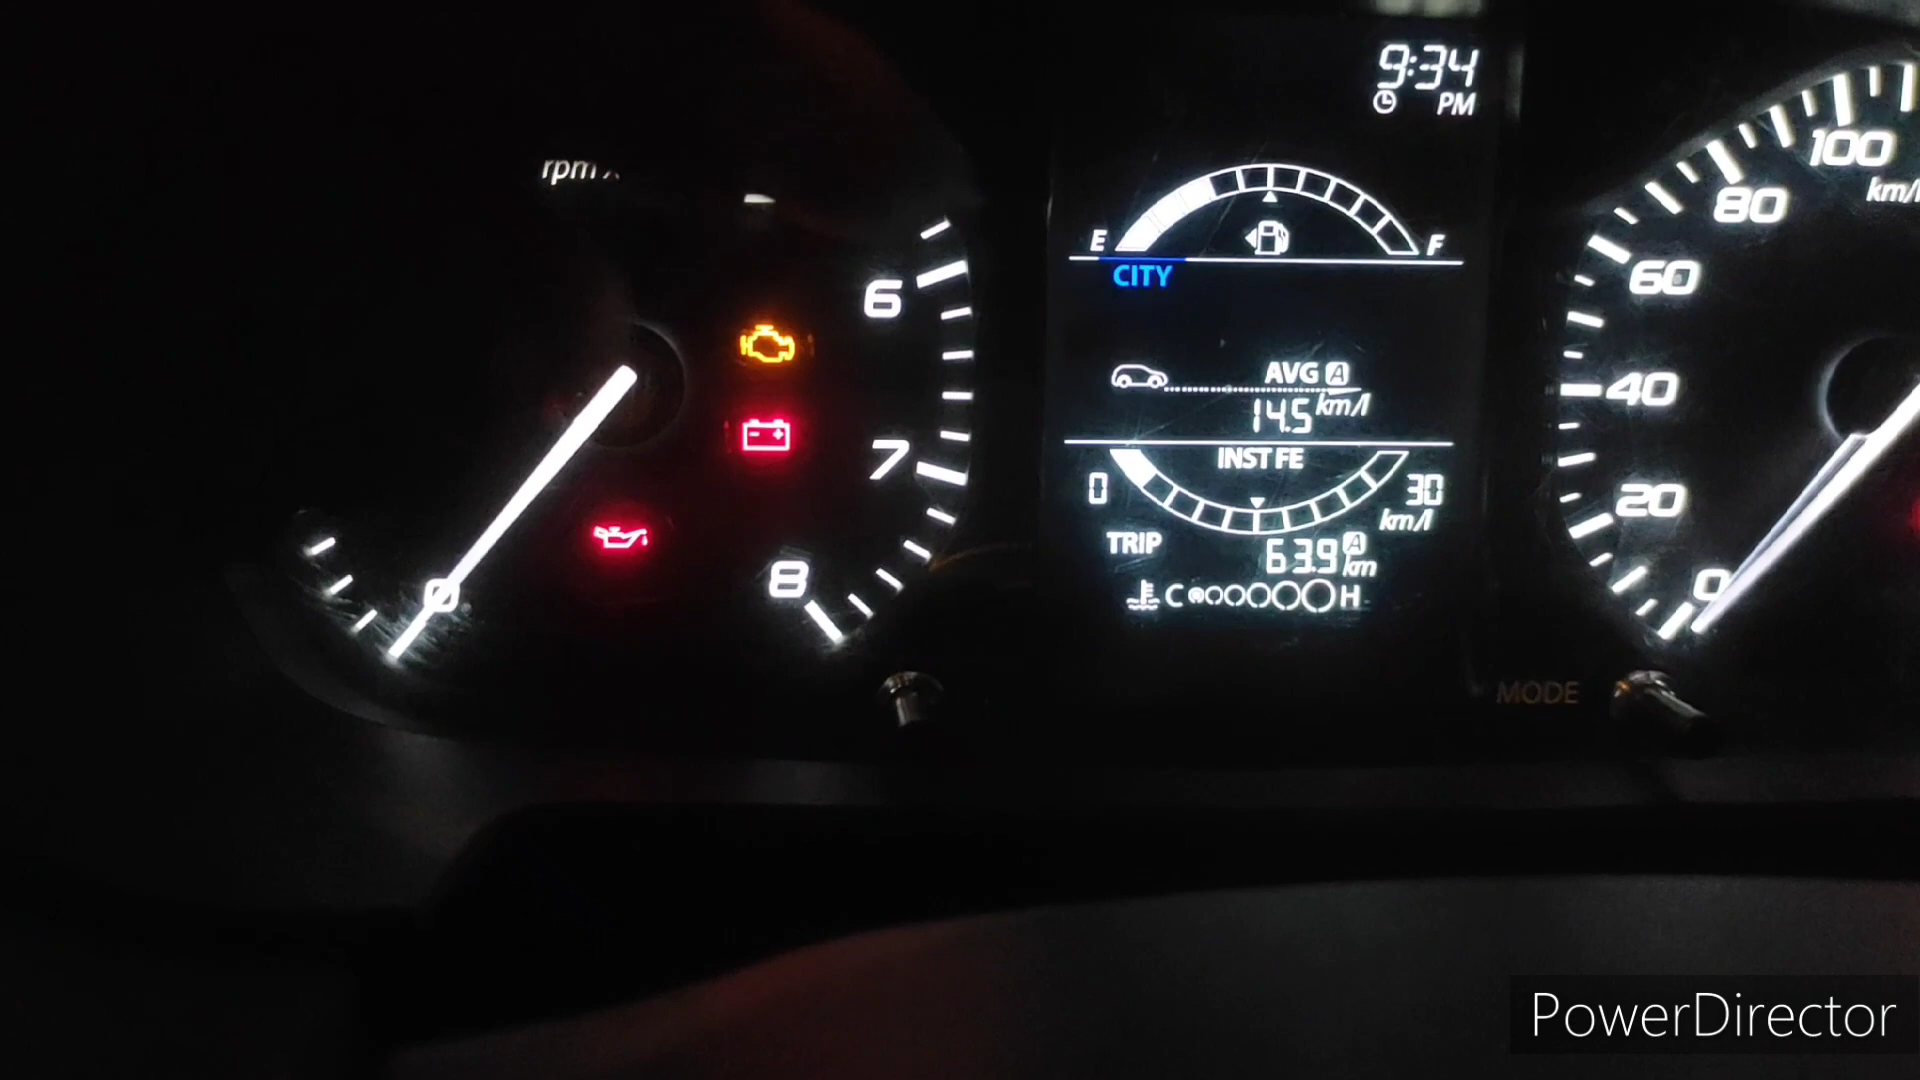 9:34
PM
rpm
100
km/
80
E
F
6
CITY
60
AVG A
14.5 km/l
40
7
INST FE
0
30
km/l
20
TRIP
63.9 A
km
8
0
0
C
H
MODE
PowerDirector